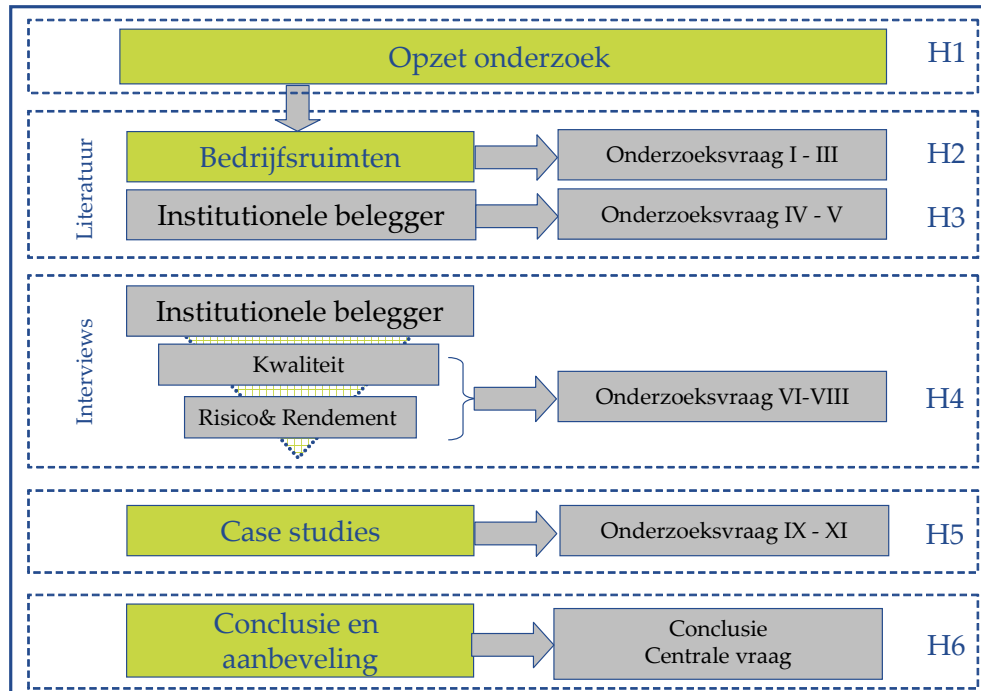 Opzet onderzoek
H1
Literatuur
Bedrijfsruimten
Onderzoeksvraag I - III
H2
Institutionele belegger
Onderzoeksvraag IV - V
H3
Interviews
Institutionele belegger
Kwaliteit
Risico& Rendement
Onderzoeksvraag VI-VIII
H4
Case studies
Onderzoeksvraag IX - XI
H5
Conclusie en
aanbeveling
Conclusie
Centrale vraag
H6